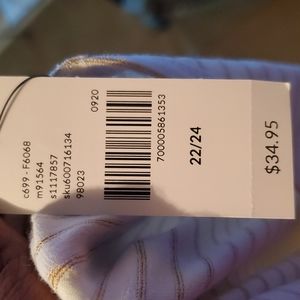 c699 - F6068
m91564
s1117857
sku600716134
98023
0920
700005861353
22/24
$34.95